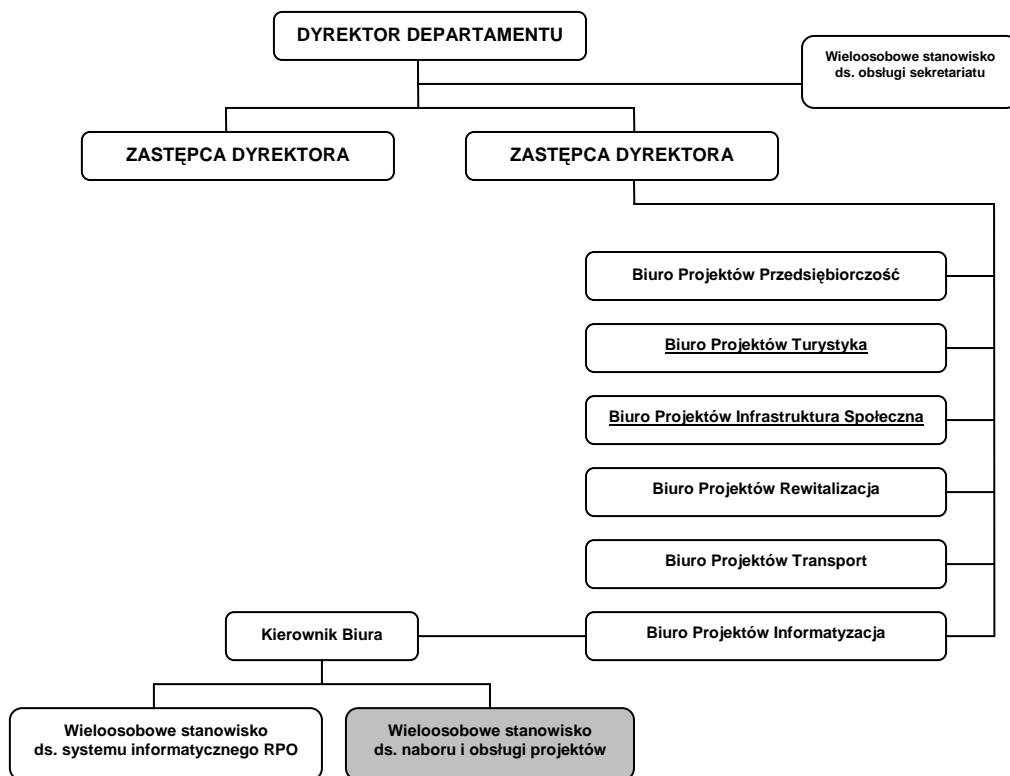 DYREKTOR DEPARTAMENTU
Wieloosobowe stanowisko
ds. obsługi sekretariatu
ZASTĘPCA DYREKTORA
ZASTĘPCA DYREKTORA
Biuro Projektów Przedsiębiorczość
Biuro Projektów Turystyka
Biuro Projektów Infrastruktura Społeczna
Biuro Projektów Rewitalizacja
Biuro Projektów Transport
Kierownik Biura
Biuro Projektów Informatyzacja
Wieloosobowe stanowisko
ds. systemu informatycznego RPO
Wieloosobowe stanowisko
ds. naboru i obsługi projektów